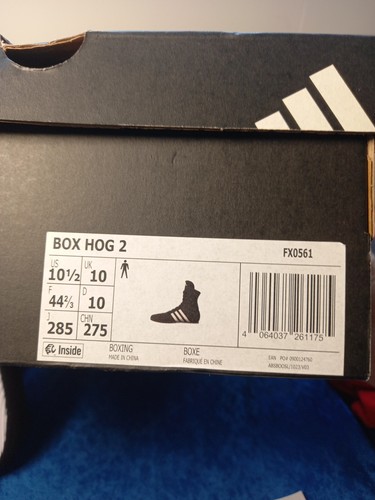 BOX HOG 2
FX0561
US 10½ UK 10
F 44⅔ D 10
J 285 CHN 275
Inside
BOXING BOXE
MADE IN CHINA FABRIQUÉ EN CHINE
4 064037 261175